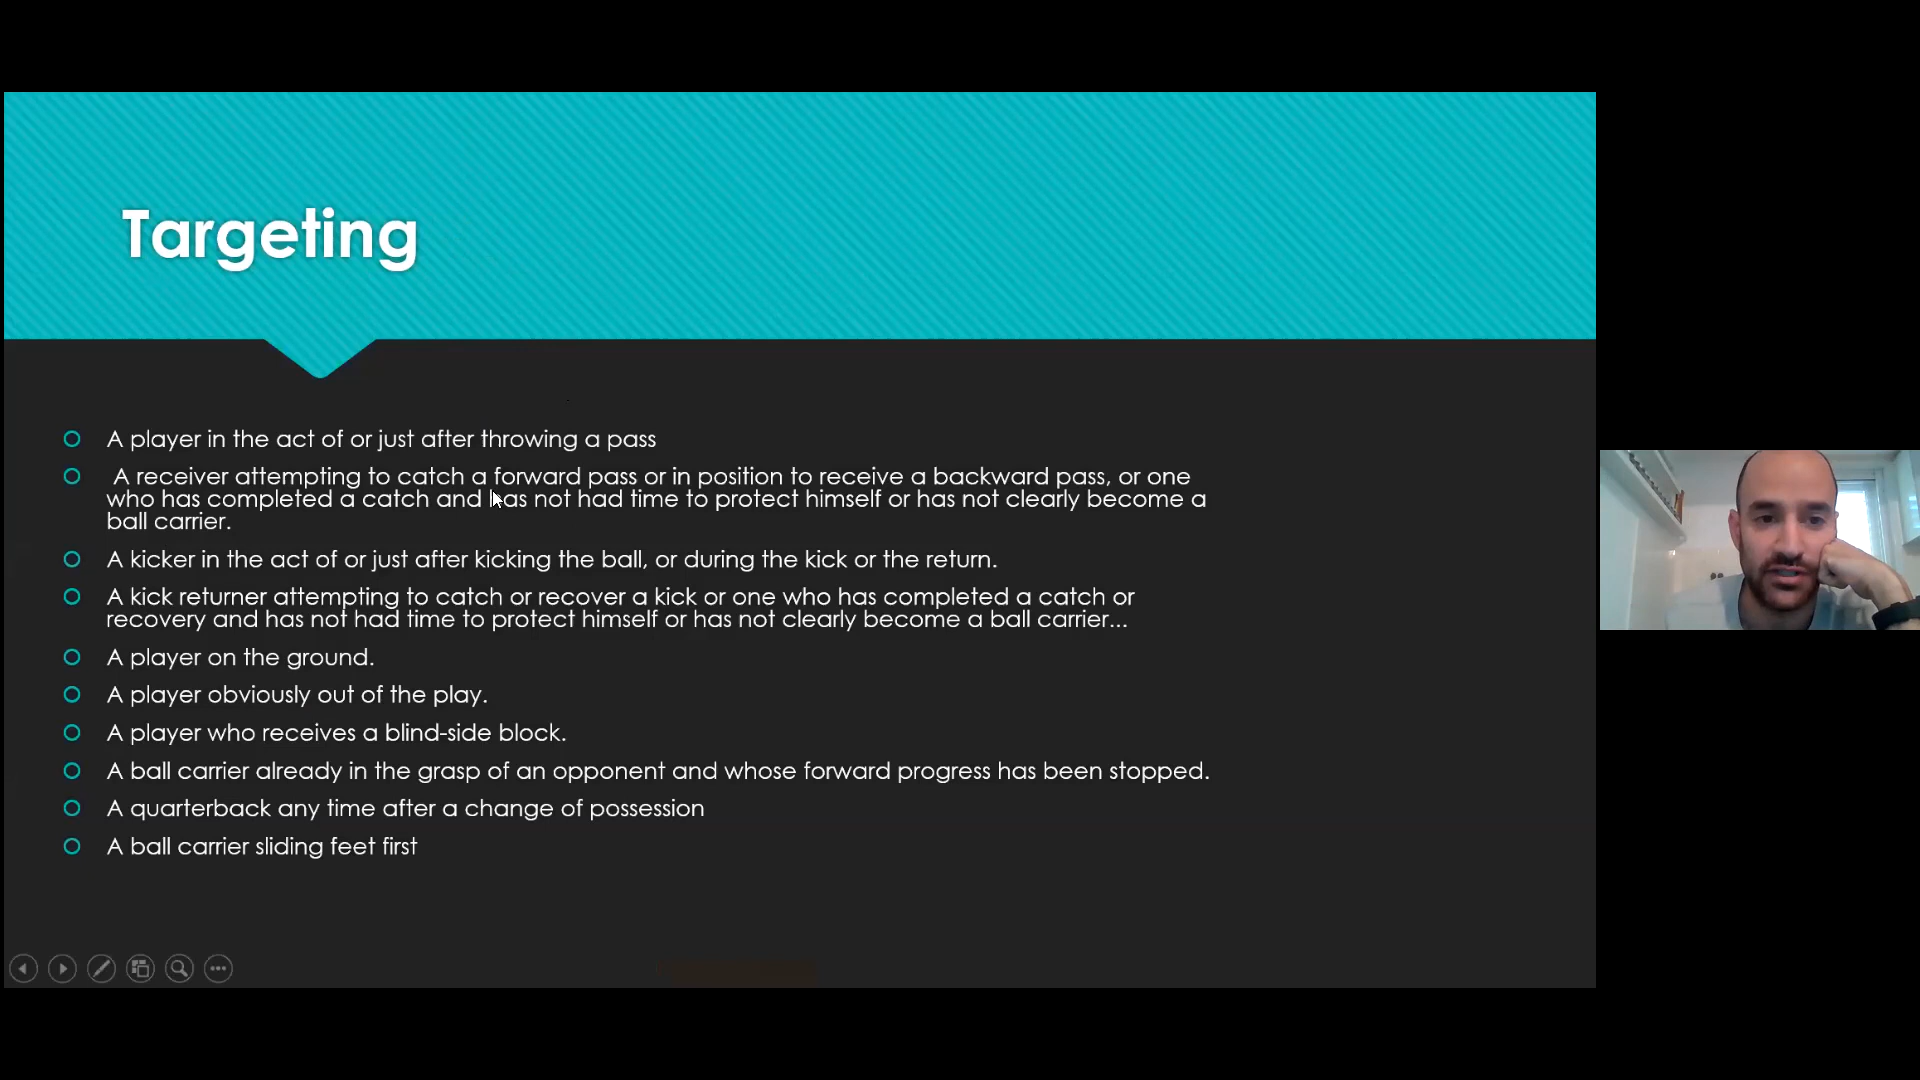 Targeting
A player in the act of or just after throwing a pass
A receiver attempting to catch a forward pass or in position to receive a backward pass, or one
who has completed a catch and has not had time to protect himself or has not clearly become a
ball carrier.
A kicker in the act of or just after kicking the ball, or during the kick or the return.
A kick returner attempting to catch or recover a kick or one who has completed a catch or
recovery and has not had time to protect himself or has not clearly become a ball carrier...
A player on the ground.
A player obviously out of the play.
A player who receives a blind-side block.
A ball carrier already in the grasp of an opponent and whose forward progress has been stopped.
A quarterback any time after a change of possession
A ball carrier sliding feet first